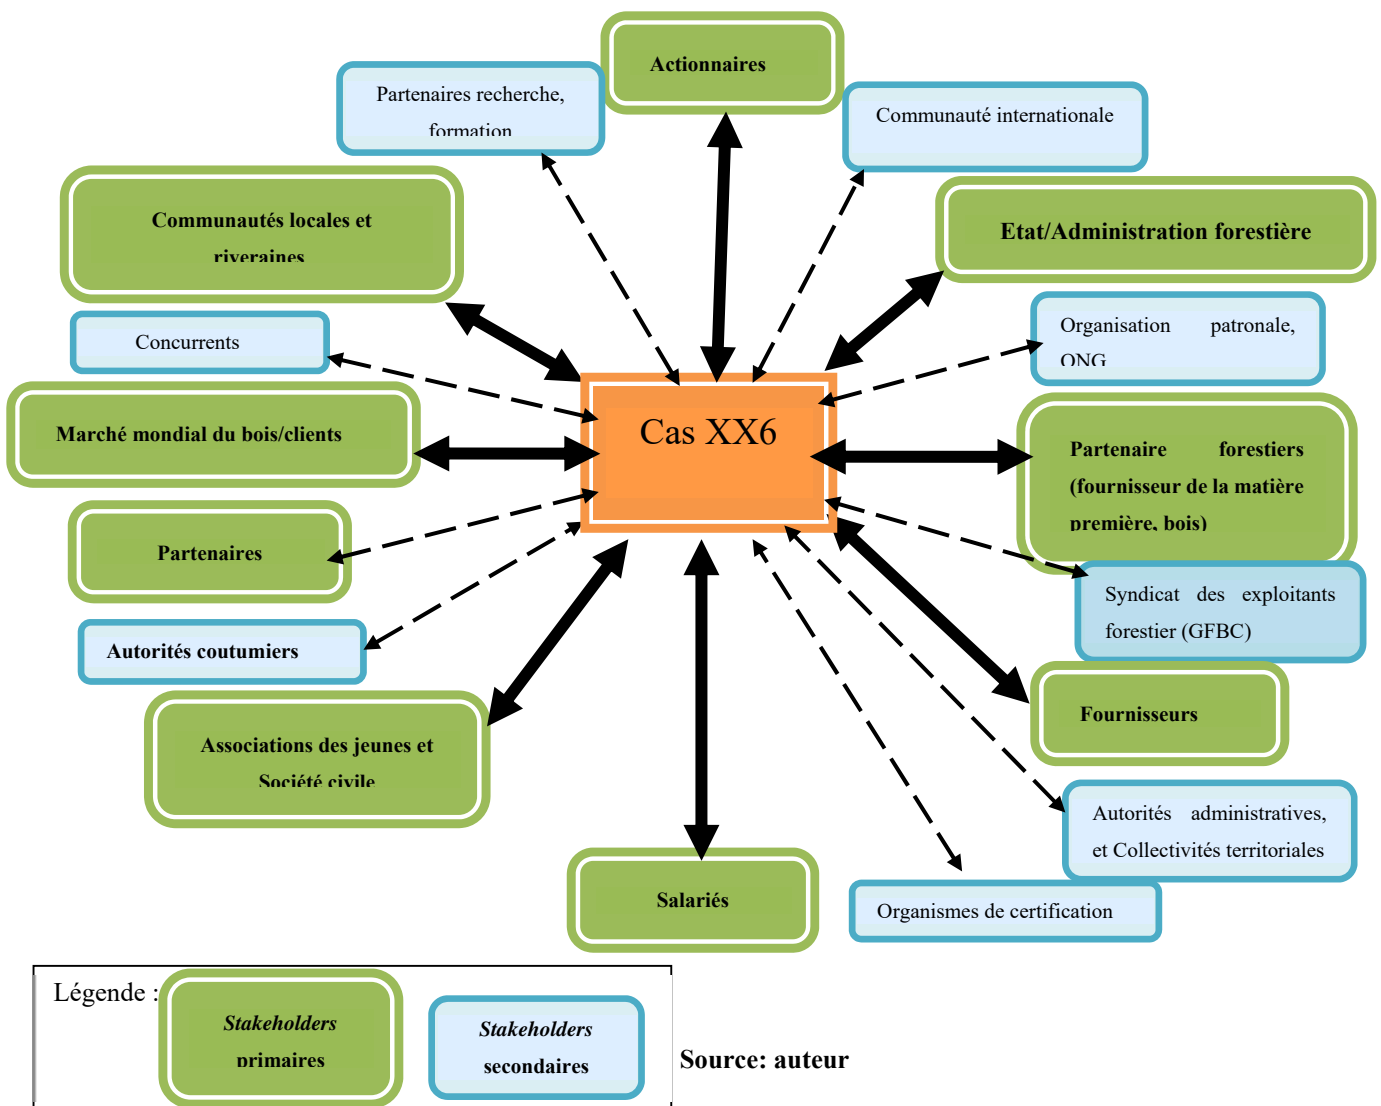 Actionnaires
Partenaires recherche,
formation
Communauté internationale
Communautés locales et
riveraines
Etat/Administration forestière
Concurrents
Organisation patronale,
ONG
Cas XX6
Marché mondial du bois/clients
Partenaire forestiers
(fournisseur de la matière
première, bois)
Partenaires
Syndicat des exploitants
forestier (GFBC)
Autorités coutumiers
Fournisseurs
Associations des jeunes et
Société civile
Autorités administratives,
et Collectivités territoriales
Salariés
Organismes de certification
Légende :
Stakeholders
primaires
Stakeholders
secondaires
Source: auteur